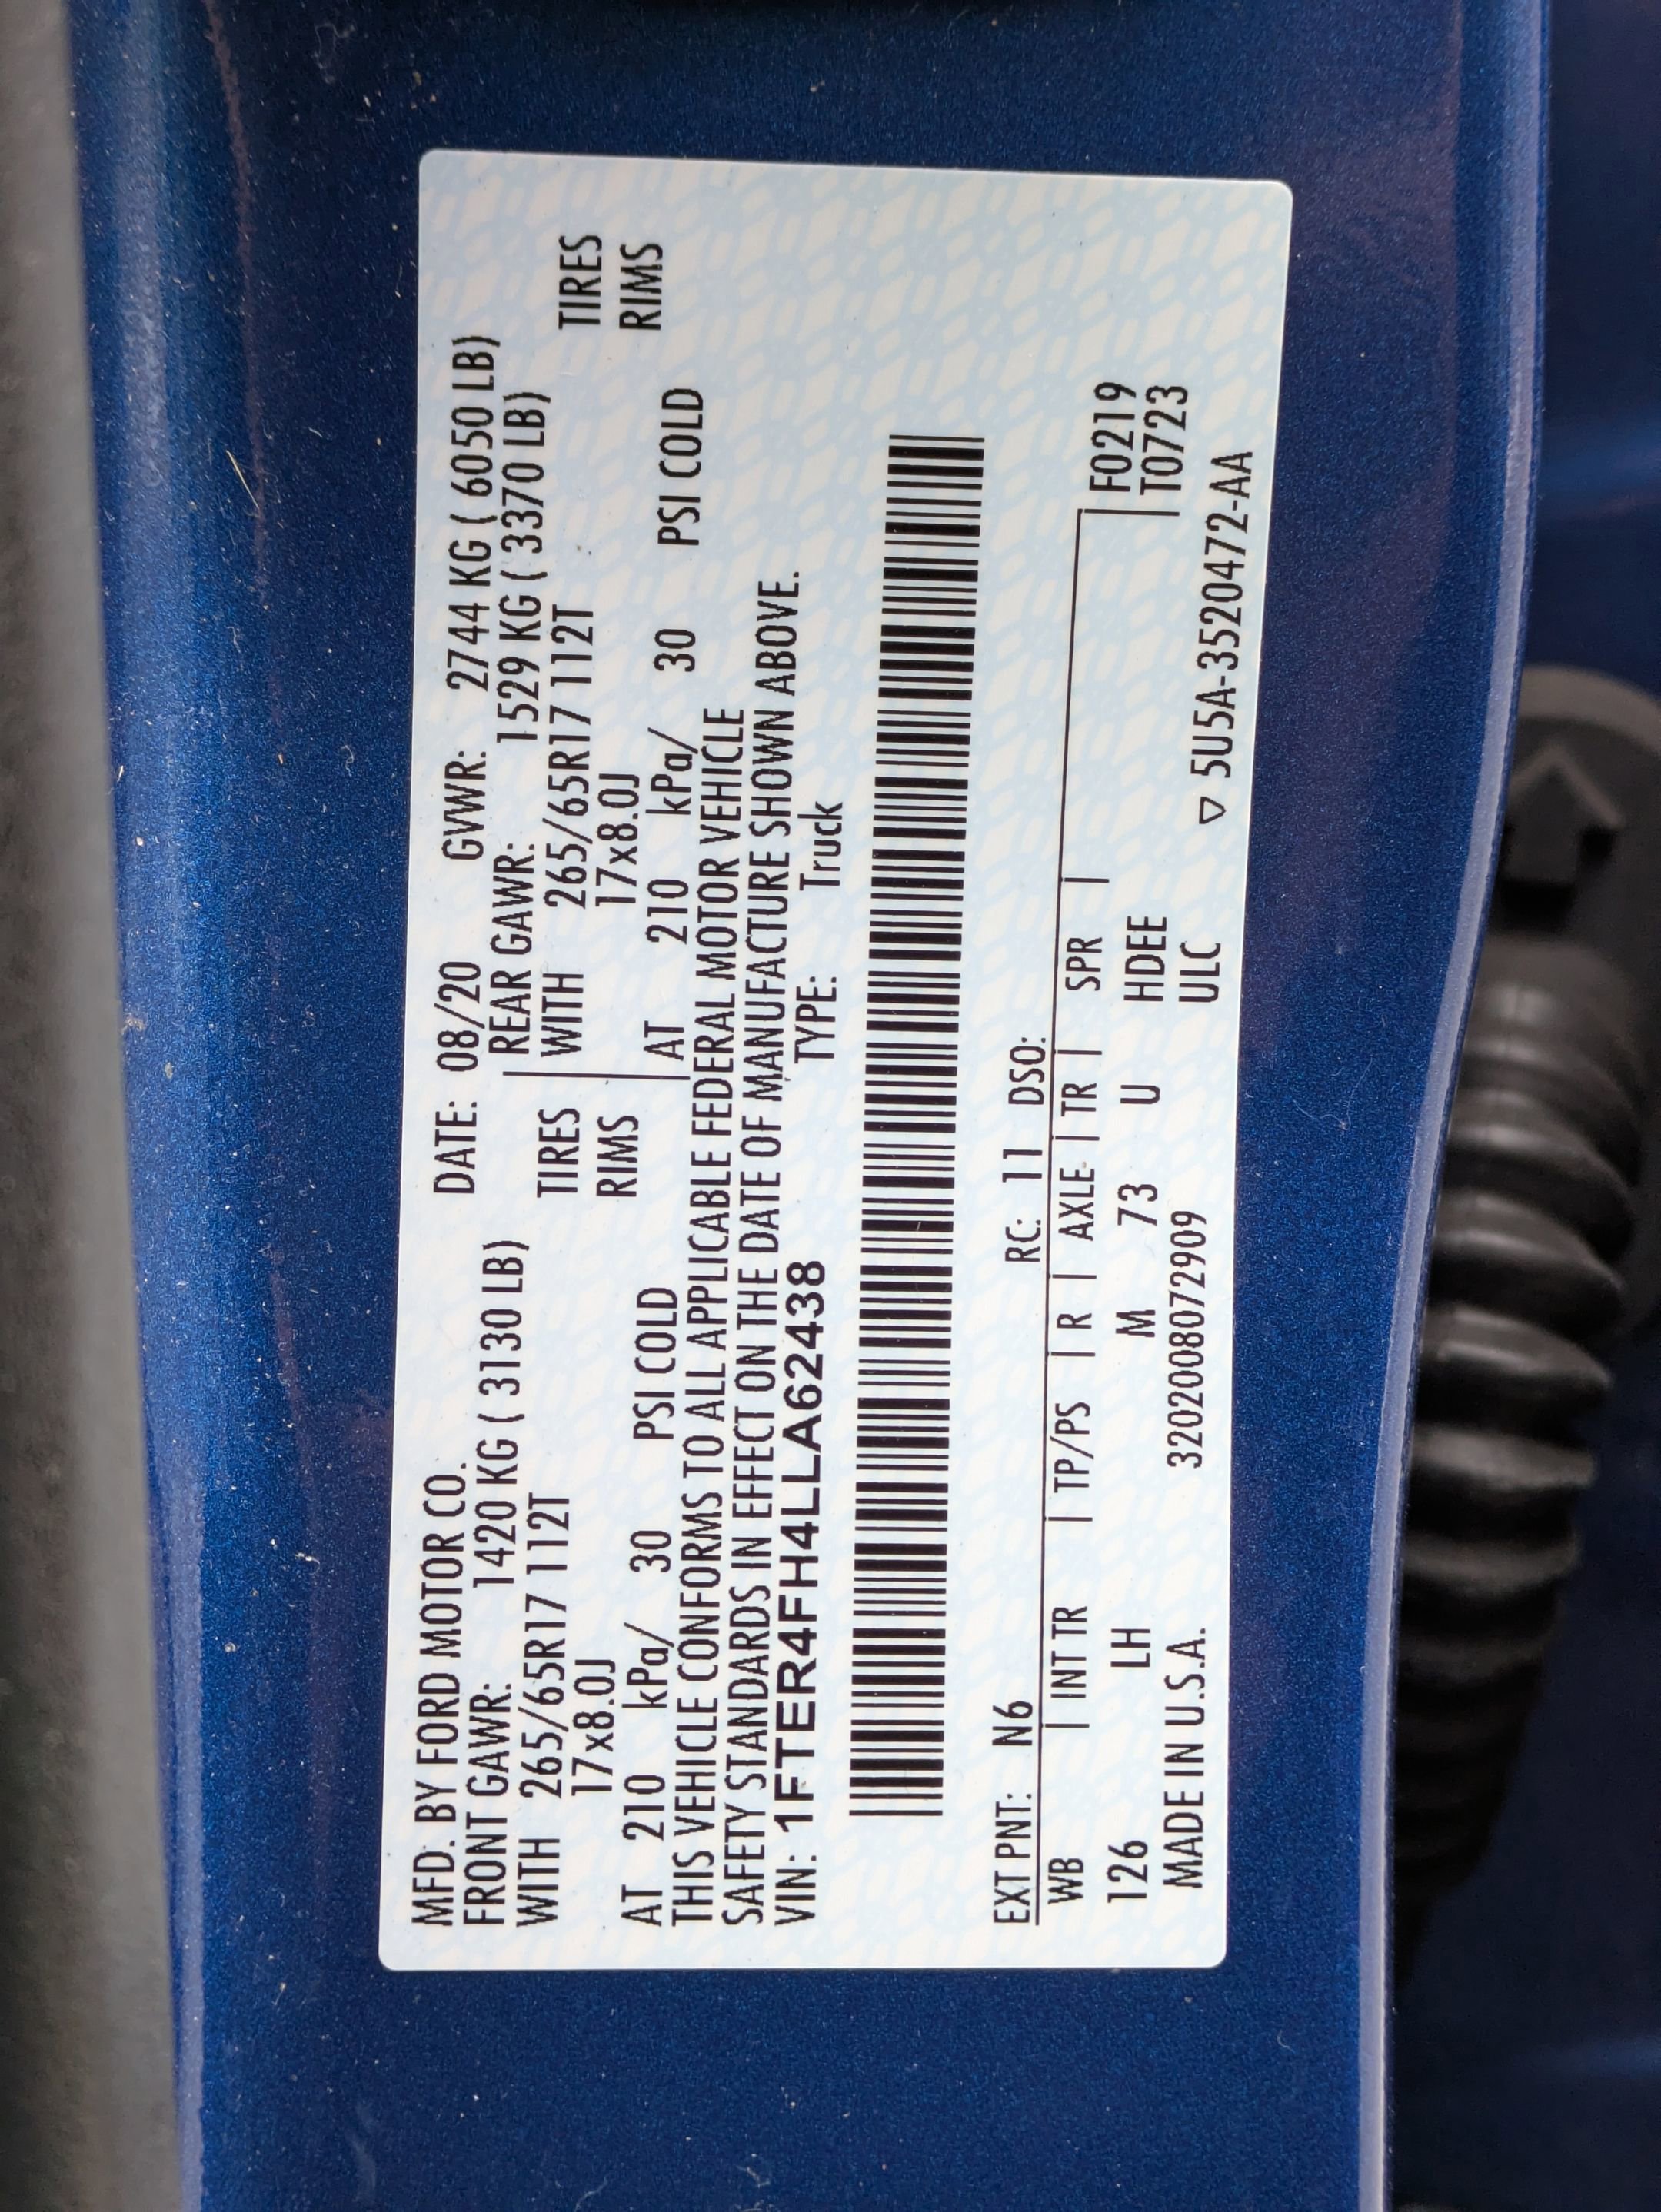 MFD. BY FORD MOTOR CO. DATE: 08/20 GVWR: 2744 KG ( 6050 LB)
FRONT GAWR: 1420 KG ( 3130 LB) REAR GAWR: 1529 KG ( 3370 LB)
WITH 265/65R17 112T TIRES WITH 265/65R17 112T TIRES
17x8.0J RIMS 17x8.0J RIMS
AT 210 kPa/ 30 PSI COLD AT 210 kPa/ 30 PSI COLD
THIS VEHICLE CONFORMS TO ALL APPLICABLE FEDERAL MOTOR VEHICLE
SAFETY STANDARDS IN EFFECT ON THE DATE OF MANUFACTURE SHOWN ABOVE.
VIN: 1FTER4FH4LLA62438 TYPE: Truck
EXT PNT: N6 RC: 11 DSO:
WB INT TR TP/PS R AXLE TR SPR F0219
126 LH M 73 U HDEE T0723
MADE IN U.S.A. 3202008072909 ULC ▽ 5U5A-3520472-AA